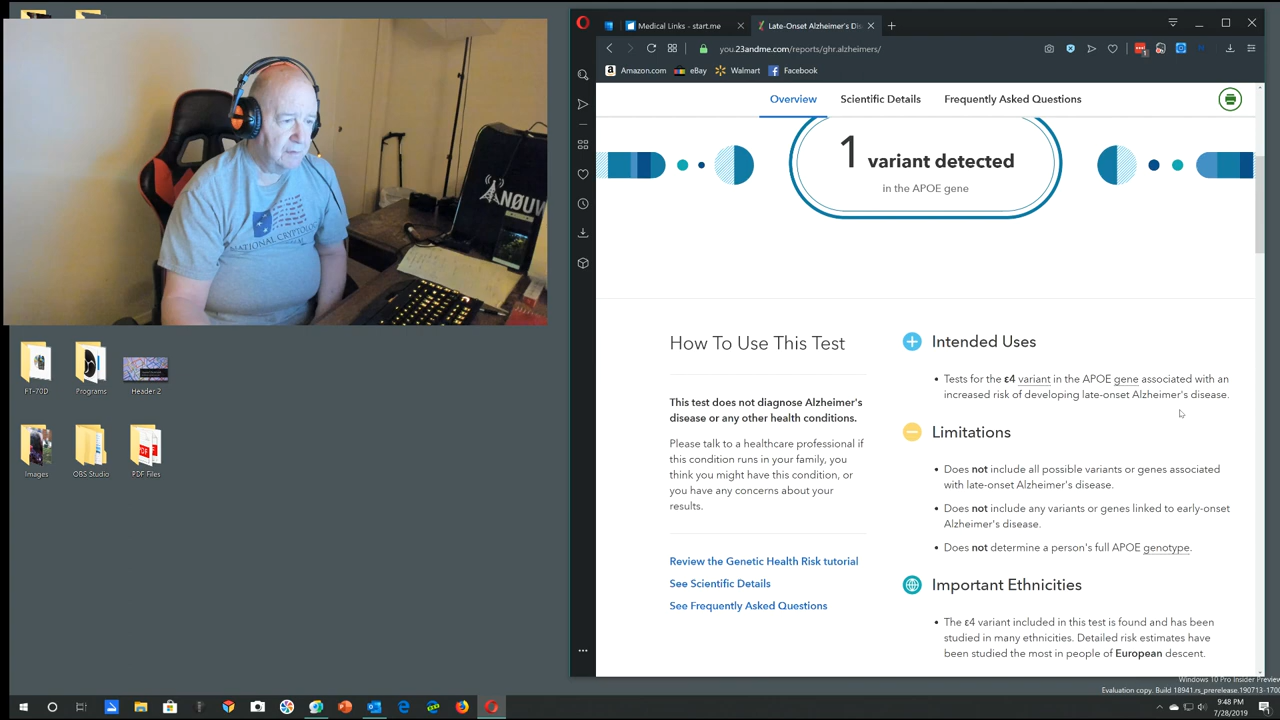 Medical Links - start.me
Late-Onset Alzheimer's Dis
you.23andme.com/reports/ghr.alzheimers/
Amazon.com
eBay
Walmart
Facebook
Overview
Scientific Details
Frequently Asked Questions
1 variant detected
in the APOE gene
NATIONAL CRYPTOLO
How To Use This Test
This test does not diagnose Alzheimer's
disease or any other health conditions.
Please talk to a healthcare professional if
this condition runs in your family, you
think you might have this condition, or
you have any concerns about your
results.
Review the Genetic Health Risk tutorial
See Scientific Details
See Frequently Asked Questions
Intended Uses
• Tests for the ε4 variant in the APOE gene associated with an
increased risk of developing late-onset Alzheimer's disease.
Limitations
• Does not include all possible variants or genes associated
with late-onset Alzheimer's disease.
• Does not include any variants or genes linked to early-onset
Alzheimer's disease.
• Does not determine a person's full APOE genotype.
Important Ethnicities
• The ε4 variant included in this test is found and has been
studied in many ethnicities. Detailed risk estimates have
been studied the most in people of European descent.
FT-70D
Programs
Header 2
Images
OBS Studio
PDF Files
Windows 10 Pro Insider Preview
Evaluation copy. Build 18941.rs_prerelease.190713-1700
9:48 PM
7/28/2019